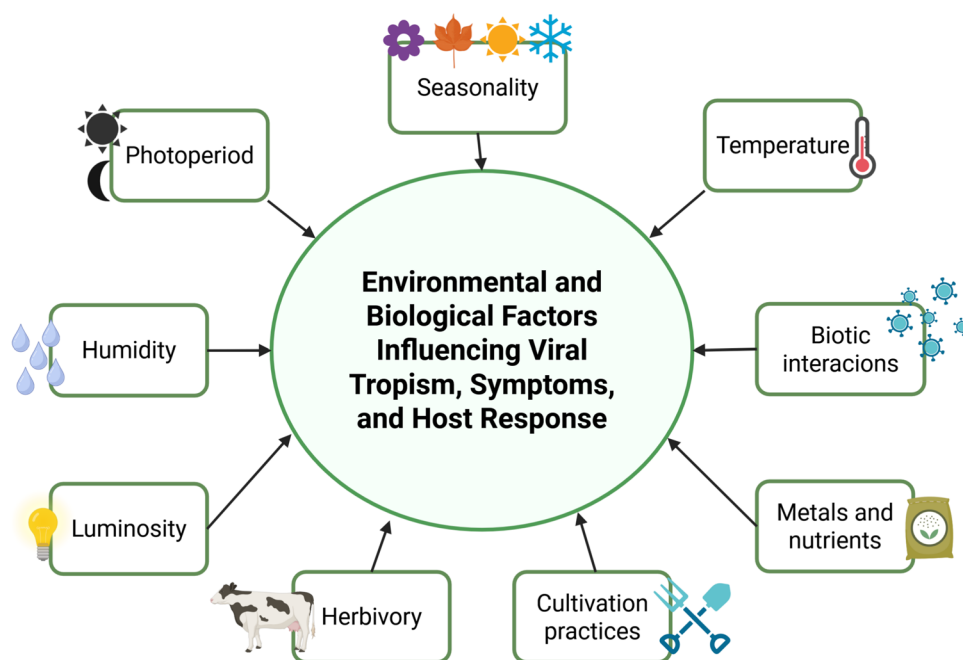 Seasonality
Photoperiod
Temperature
Environmental and
Biological Factors
Influencing Viral
Tropism, Symptoms,
and Host Response
Humidity
Biotic
interacions
Luminosity
Metals and
nutrients
Herbivory
Cultivation
practices